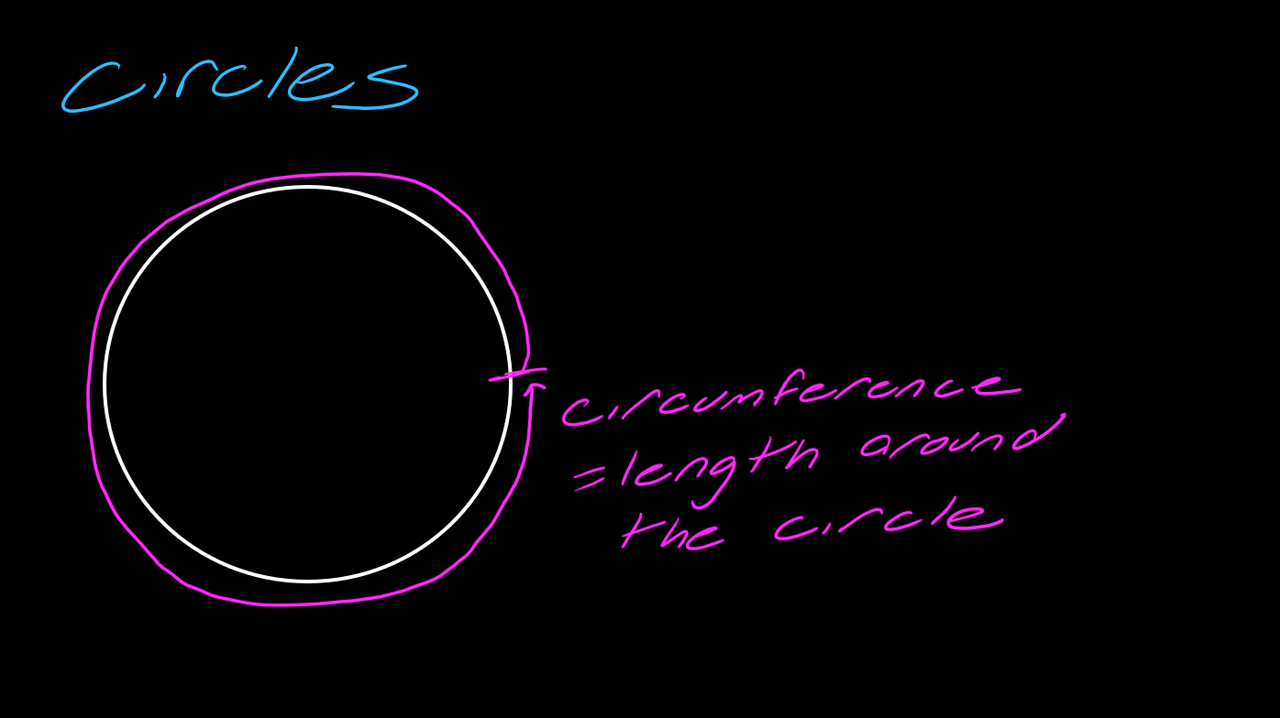 circles
circumference
= length around
the circle